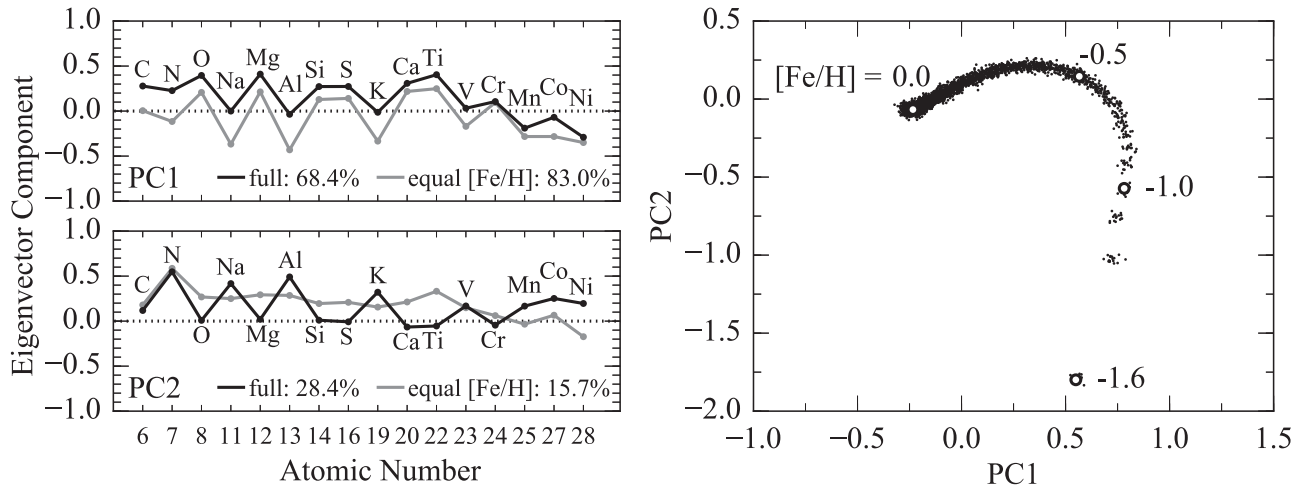 Eigenvector Component
1.0
0.5
0.0
−0.5
−1.0
C N O Na Mg Al Si S K Ca Ti V Cr Mn Co Ni
PC1 full: 68.4% equal [Fe/H]: 83.0%
1.0
0.5
0.0
−0.5
−1.0
C N O Na Mg Al Si S K Ca Ti V Cr Mn Co Ni
PC2 full: 28.4% equal [Fe/H]: 15.7%
6 7 8 11 12 13 14 16 19 20 22 23 24 25 27 28
Atomic Number
PC2
0.5
0.0
−0.5
−1.0
−1.5
−2.0
[Fe/H] = 0.0
-0.5
-1.0
-1.6
−1.0 −0.5 0.0 0.5 1.0 1.5
PC1